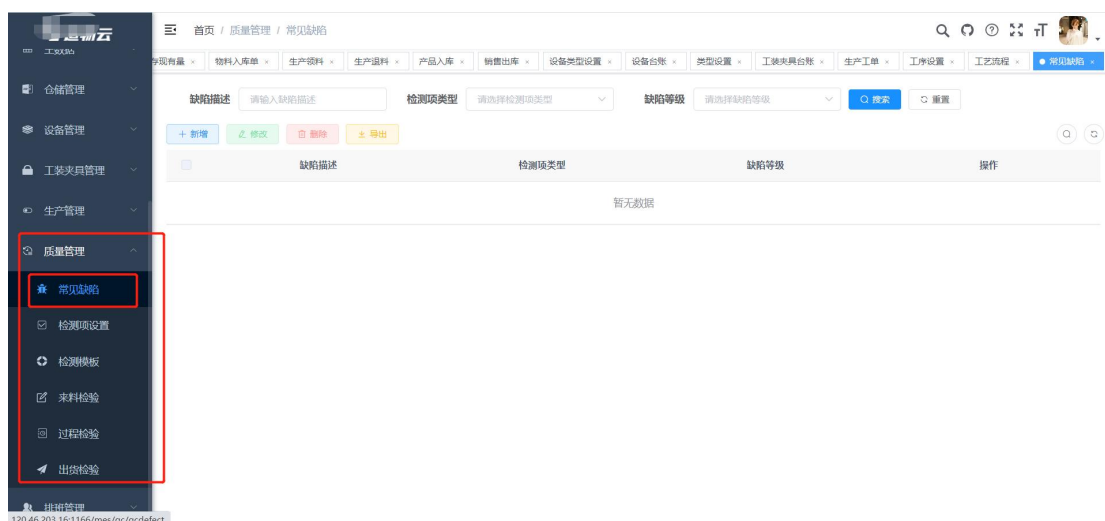 首页 / 质量管理 / 常见缺陷
存现有量 × 物料入库单 × 生产领料 × 生产退料 × 产品入库 × 销售出库 × 设备类型设置 × 设备台账 × 类型设置 × 工装夹具台账 × 生产工单 × 工序设置 × 工艺流程 × 常见缺陷 ×
缺陷描述 请输入缺陷描述 检测项类型 请选择检测项类型 缺陷等级 请选择缺陷等级 搜索 重置
+ 新增 修改 删除 导出
缺陷描述 检测项类型 缺陷等级 操作
暂无数据
仓储管理
设备管理
工装夹具管理
生产管理
质量管理
常见缺陷
检测项设置
检测模板
来料检验
过程检验
出货检验
排班管理
120.46.203.16:1166/mes/qc/qcdefect